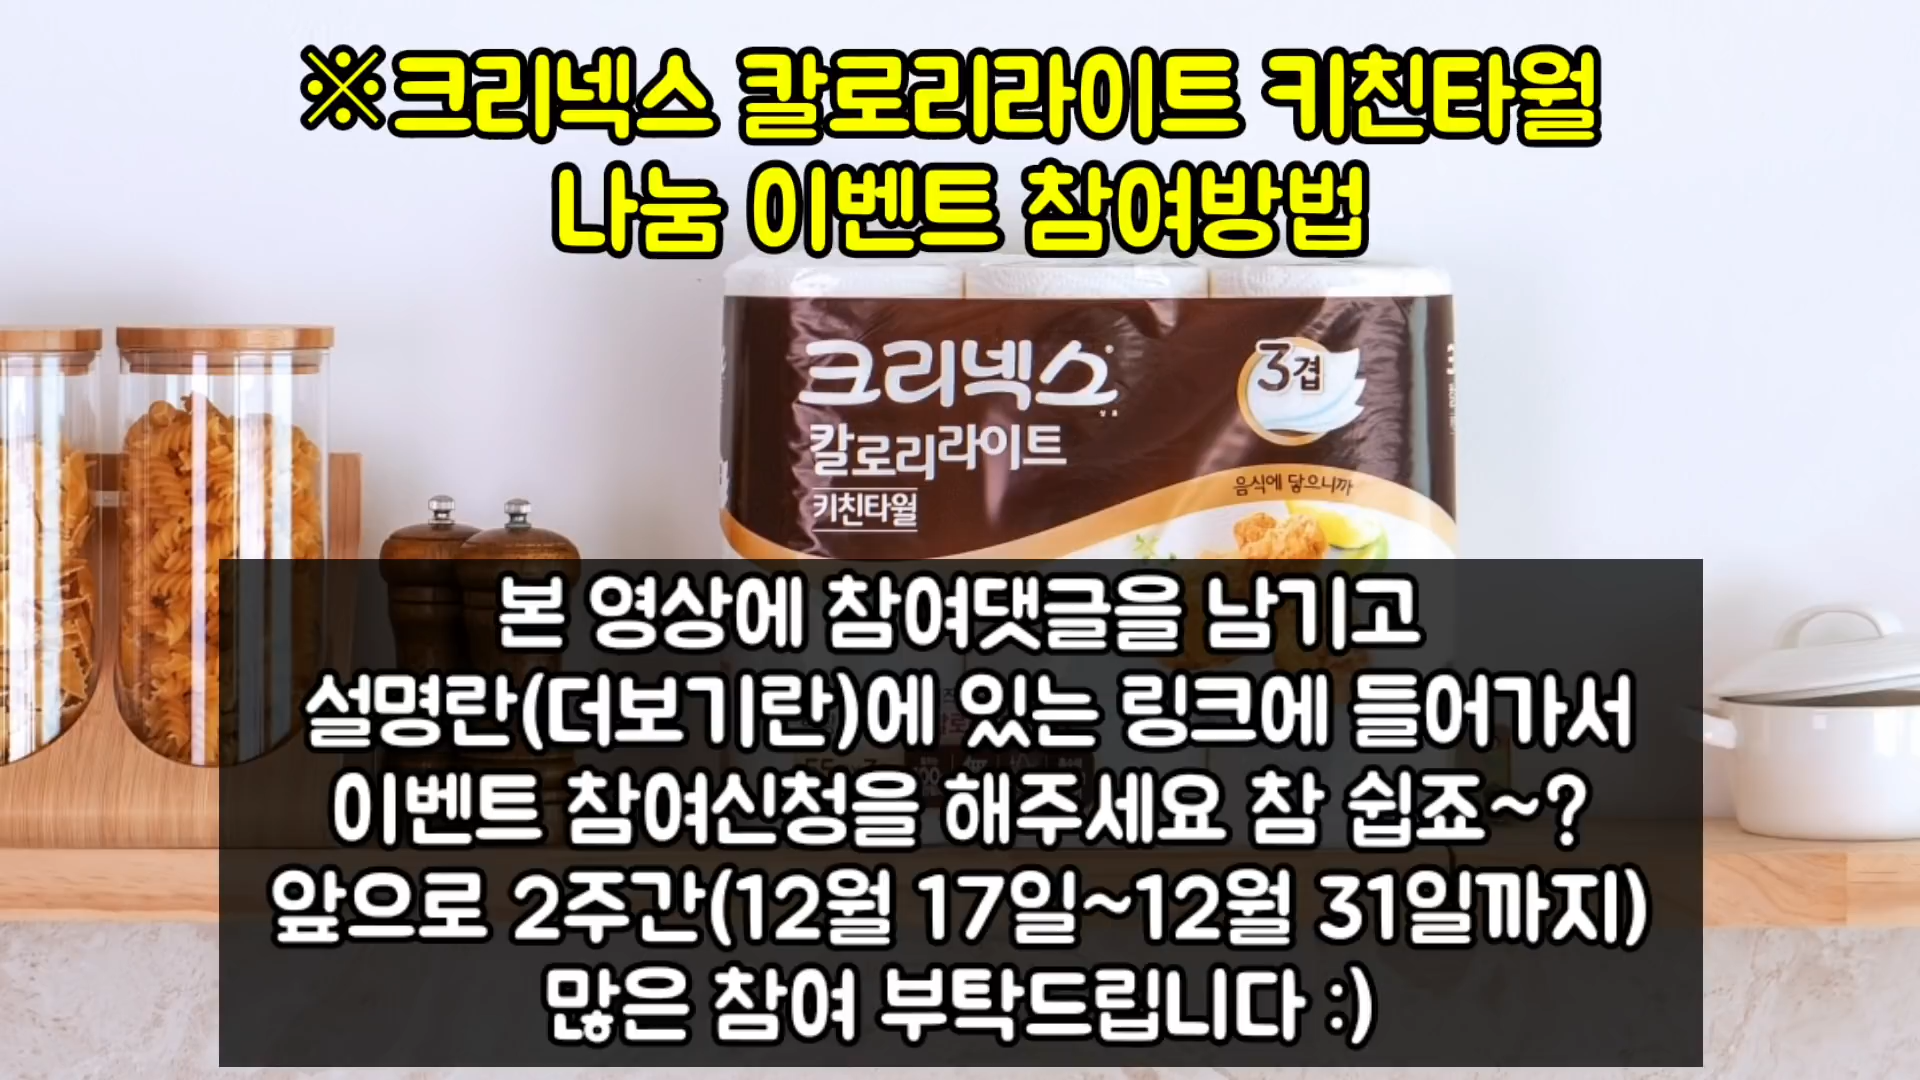 ※크리넥스 칼로리라이트 키친타월
나눔 이벤트 참여방법
크리넥스
3겹
칼로리라이트
음식에 닿으니까
키친타월
본 영상에 참여댓글을 남기고
설명란(더보기란)에 있는 링크에 들어가서
이벤트 참여신청을 해주세요 참 쉽죠~?
앞으로 2주간(12월 17일~12월 31일까지)
많은 참여 부탁드립니다 :)